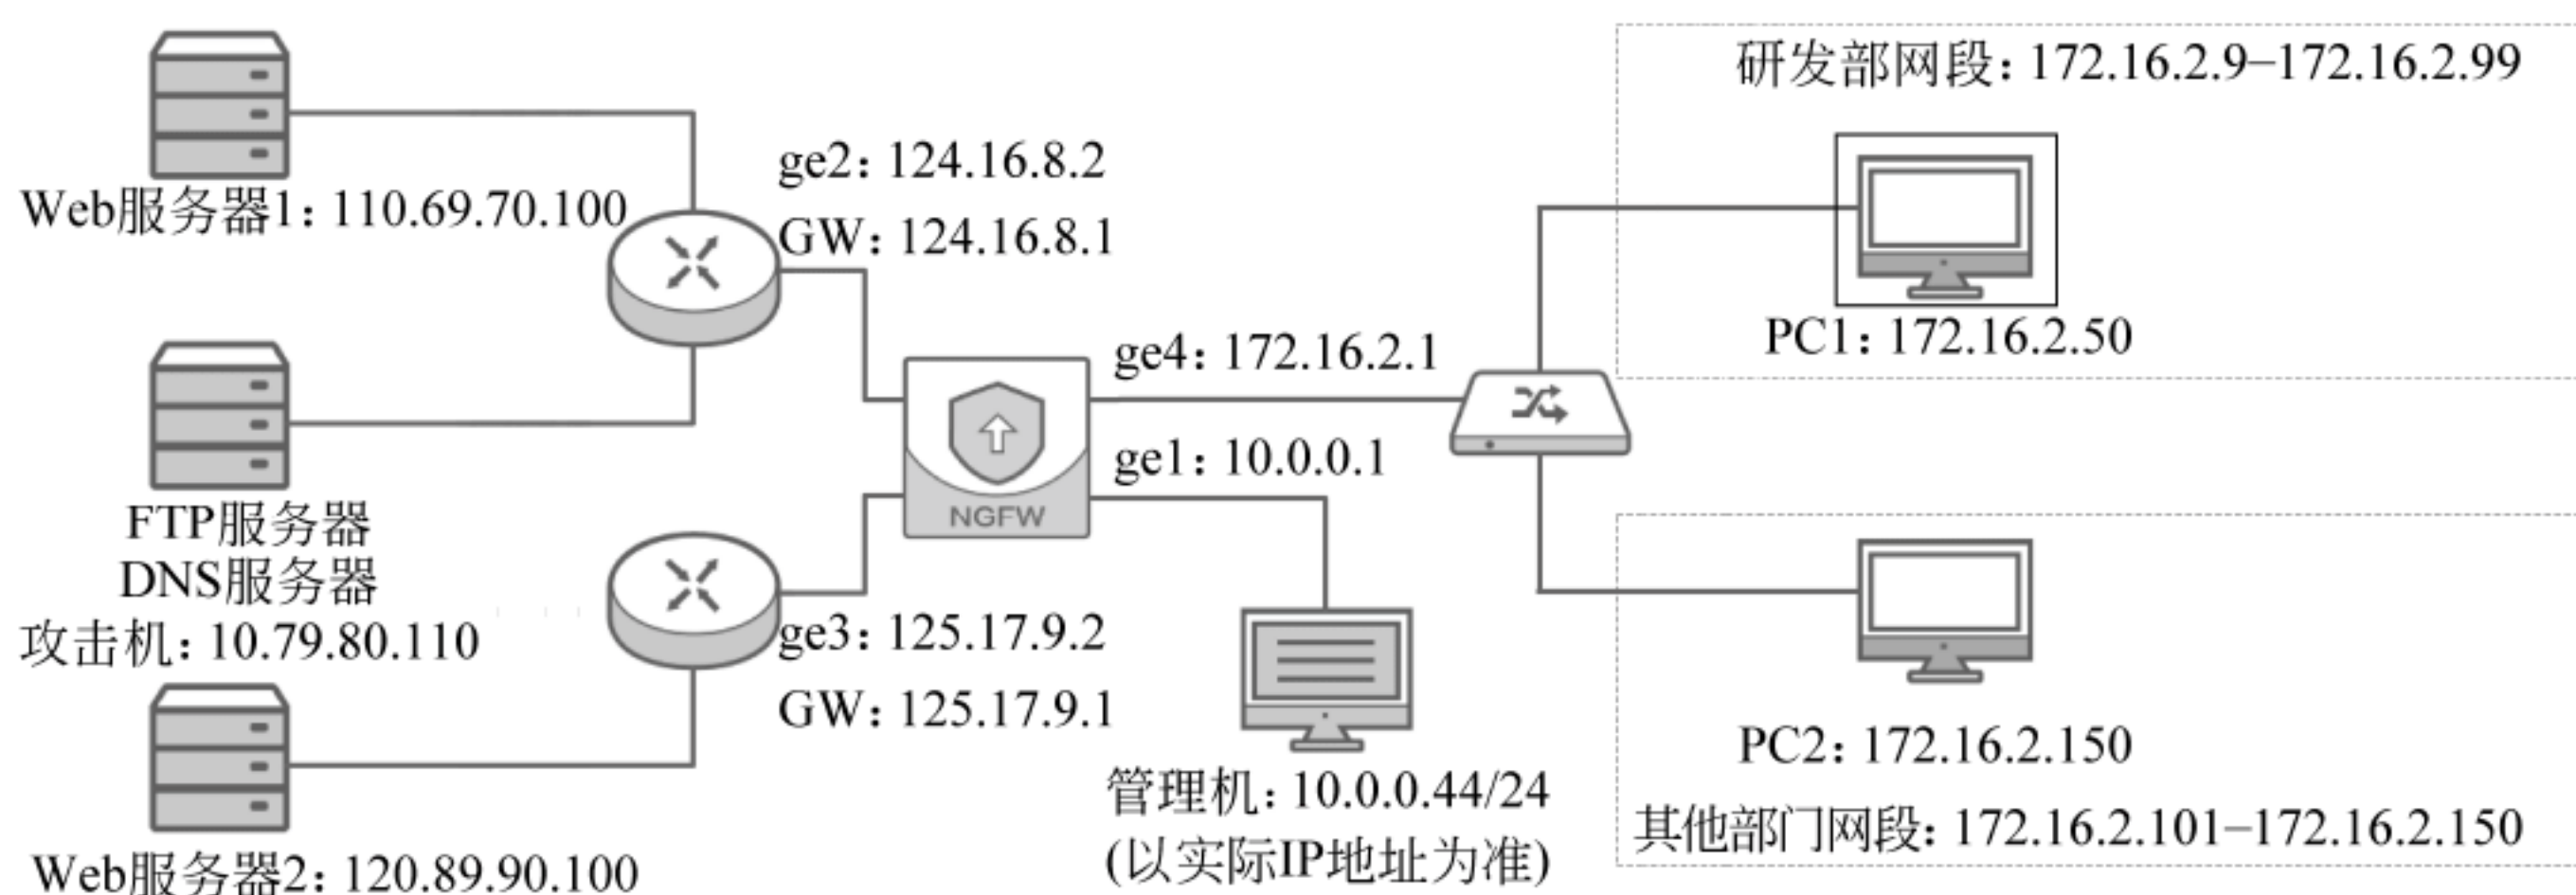 研发部网段：172.16.2.9–172.16.2.99
ge2：124.16.8.2
Web服务器1：110.69.70.100
GW：124.16.8.1
PC1：172.16.2.50
ge4：172.16.2.1
ge1：10.0.0.1
NGFW
FTP服务器
DNS服务器
攻击机：10.79.80.110
ge3：125.17.9.2
GW：125.17.9.1
PC2：172.16.2.150
管理机：10.0.0.44/24
(以实际IP地址为准)
其他部门网段：172.16.2.101–172.16.2.150
Web服务器2：120.89.90.100